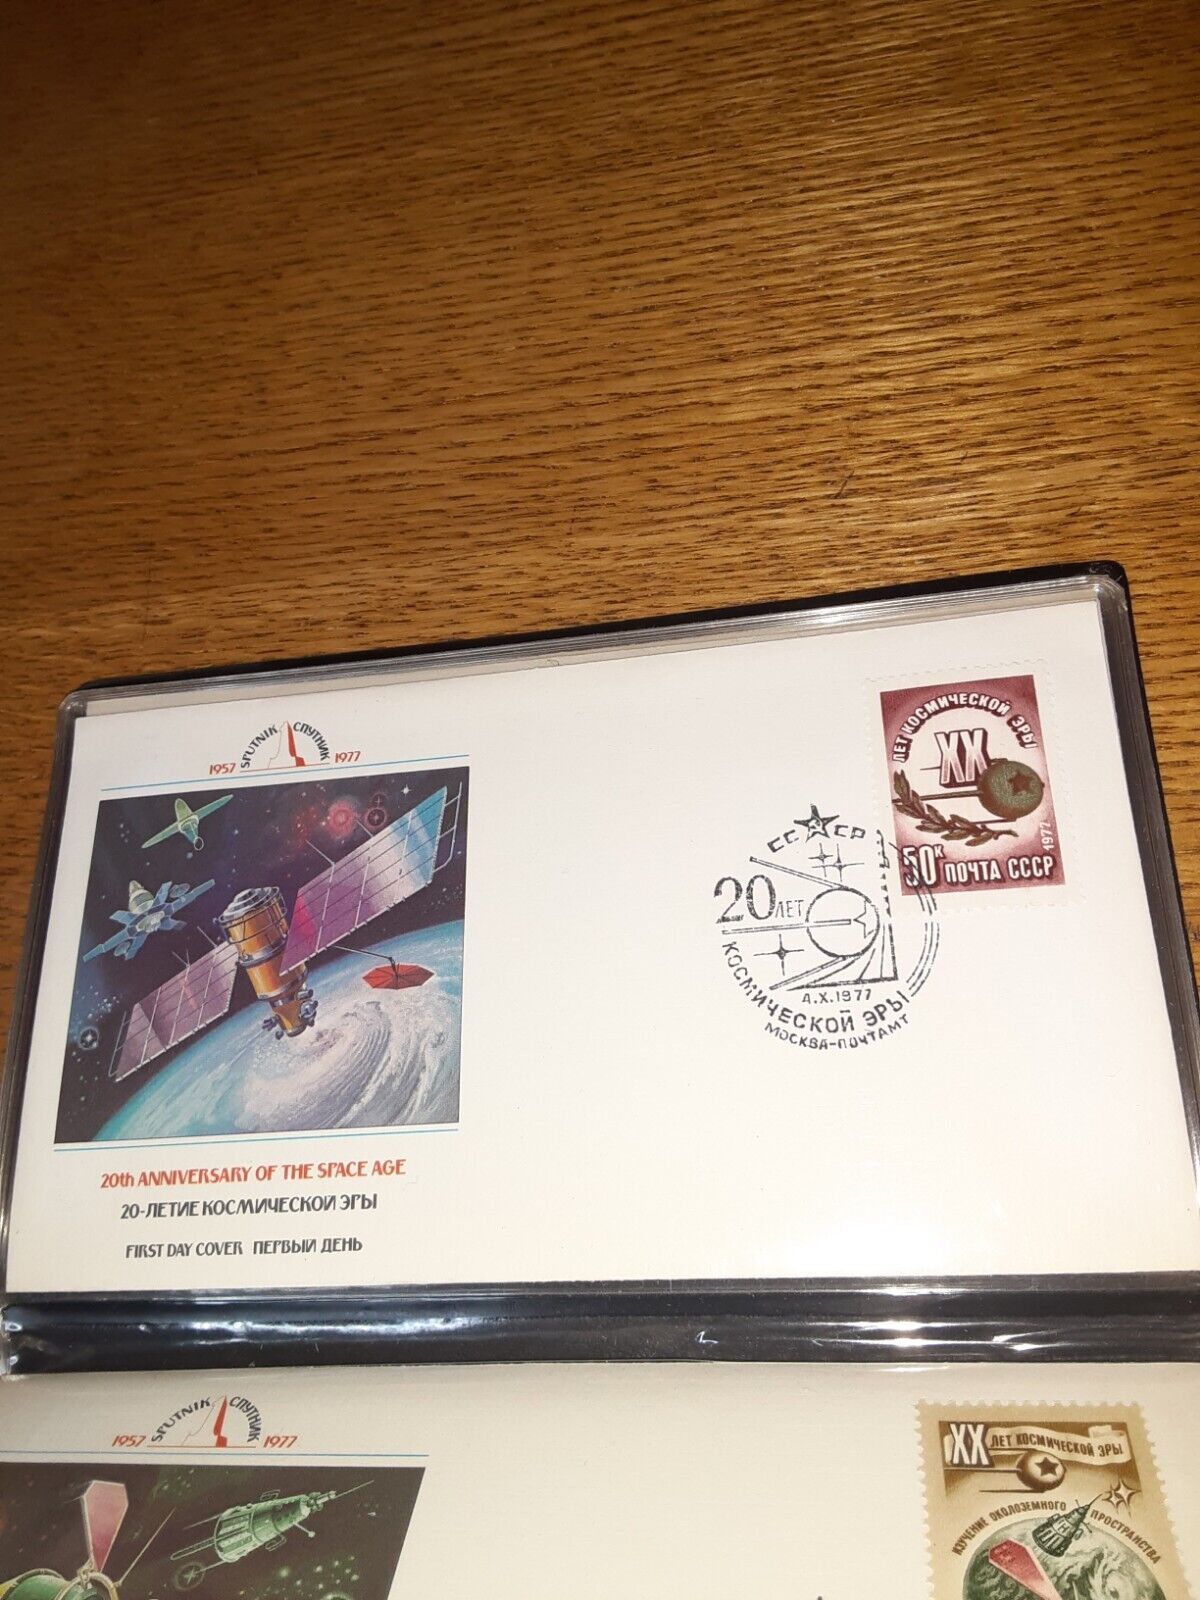 SPUTNIK СПУТНИК
1957 1977
20th ANNIVERSARY OF THE SPACE AGE
20-ЛЕТИЕ КОСМИЧЕСКОЙ ЭРЫ
FIRST DAY COVER ПЕРВЫЙ ДЕНЬ
ЛЕТ КОСМИЧЕСКОЙ ЭРЫ
XX
1977
50к ПОЧТА СССР
СССР
20 ЛЕТ
4.X.1977
КОСМИЧЕСКОЙ ЭРЫ
МОСКВА-ПОЧТАМТ
SPUTNIK СПУТНИК
1957 1977
XX ЛЕТ КОСМИЧЕСКОЙ ЭРЫ
ИЗУЧЕНИЕ ОКОЛОЗЕМНОГО ПРОСТРАНСТВА